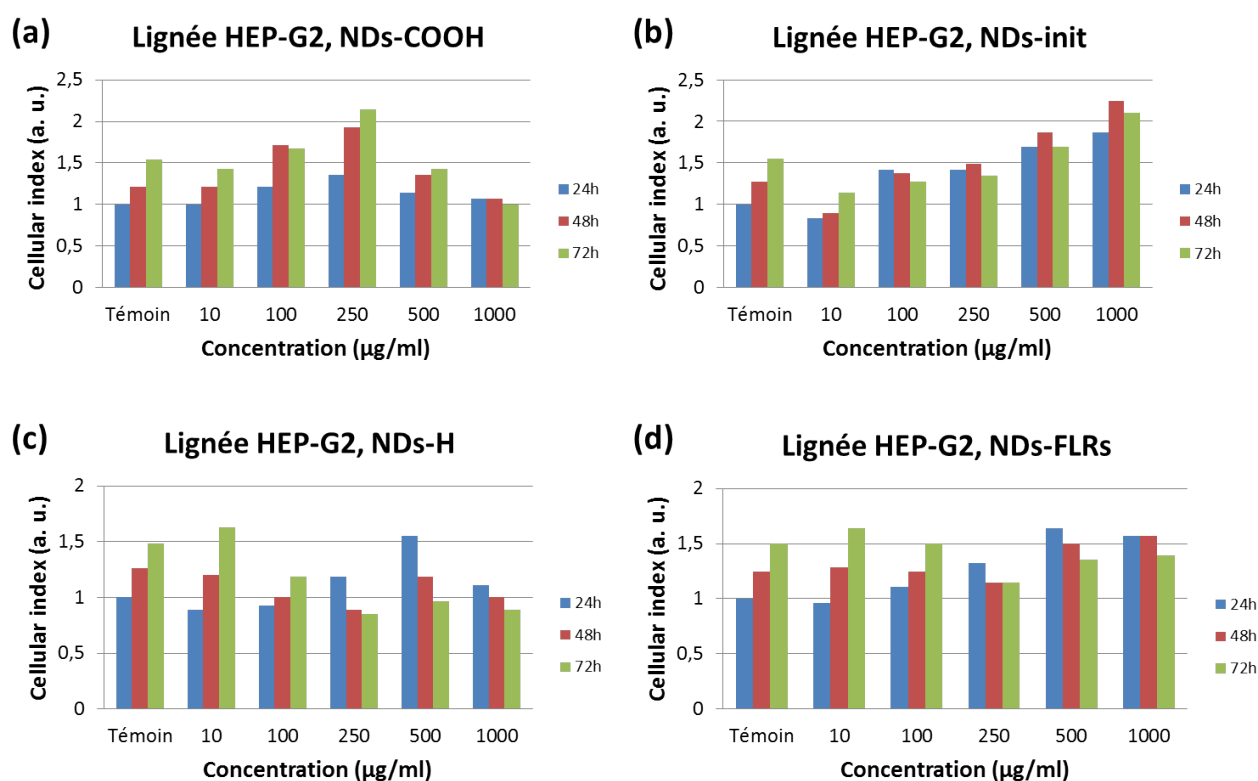 (a)
Lignée HEP-G2, NDs-COOH
Cellular index (a. u.)
2,5
2
1,5
1
0,5
0
Témoin 10 100 250 500 1000
Concentration (µg/ml)
24h
48h
72h
(b)
Lignée HEP-G2, NDs-init
Cellular index (a. u.)
2,5
2
1,5
1
0,5
0
Témoin 10 100 250 500 1000
Concentration (µg/ml)
24h
48h
72h
(c)
Lignée HEP-G2, NDs-H
Cellular index (a. u.)
2
1,5
1
0,5
0
Témoin 10 100 250 500 1000
Concentration (µg/ml)
24h
48h
72h
(d)
Lignée HEP-G2, NDs-FLRs
Cellular index (a. u.)
2
1,5
1
0,5
0
Témoin 10 100 250 500 1000
Concentration (µg/ml)
24h
48h
72h